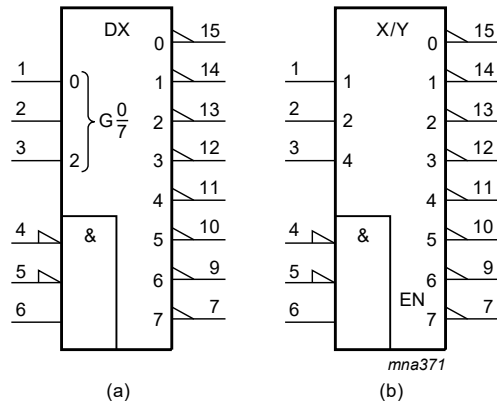 DX
0 15
1 0 1 14
2 G 0/7 2 13
3 2 3 12
4 11
4 & 5 10
5 6 9
6 7 7
(a)
X/Y
0 15
1 1 1 14
2 2 2 13
3 4 3 12
4 11
4 & 5 10
5 6 9
6 EN 7 7
mna371
(b)